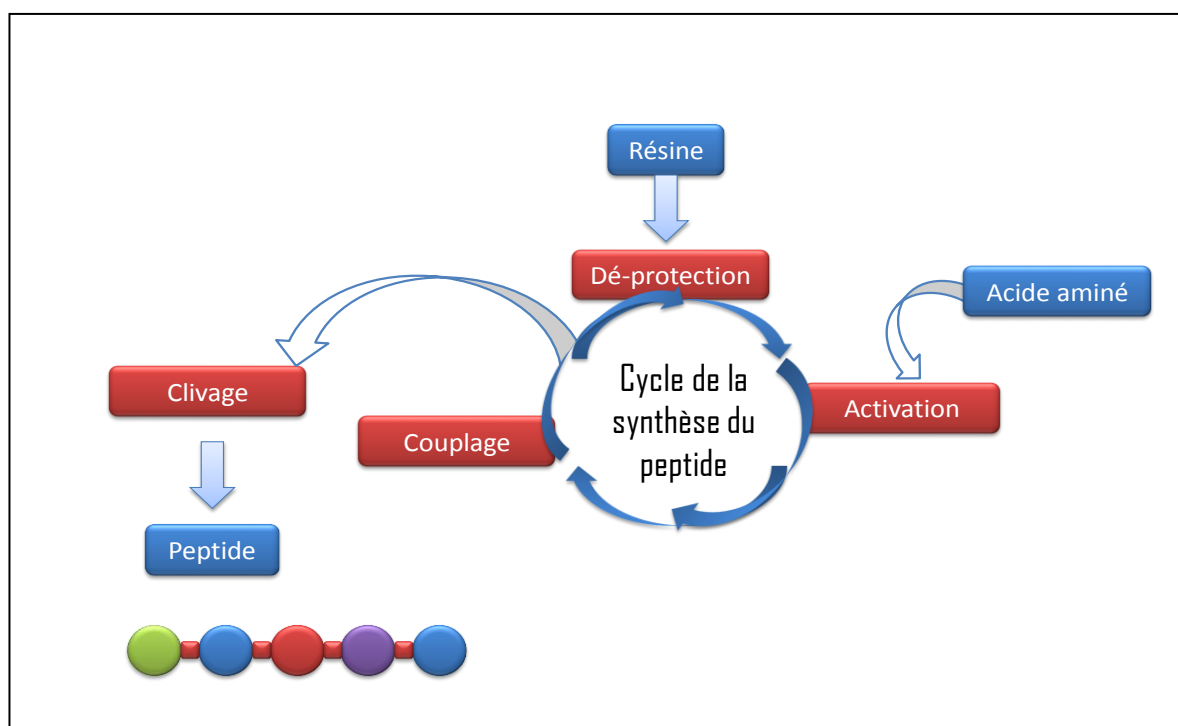 Résine
Dé-protection
Acide aminé
Cycle de la
synthèse du
peptide
Activation
Clivage
Couplage
Peptide